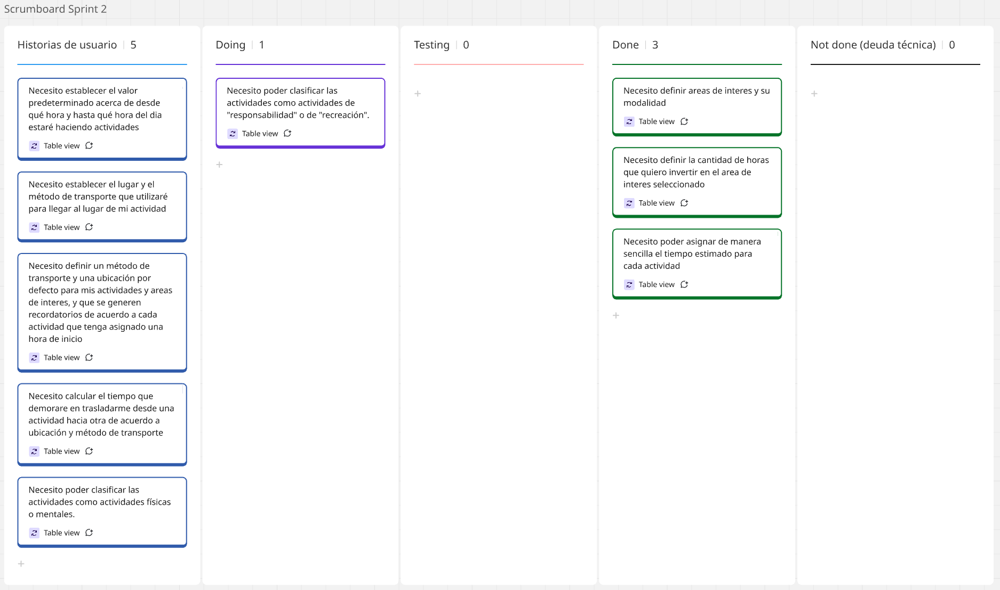 Scrumboard Sprint 2
Historias de usuario 5
Necesito establecer el valor
predeterminado acerca de desde
qué hora y hasta qué hora del dia
estaré haciendo actividades
Table view
Necesito establecer el lugar y el
método de transporte que utilizaré
para llegar al lugar de mi actividad
Table view
Necesito definir un método de
transporte y una ubicación por
defecto para mis actividades y areas
de interes, y que se generen
recordatorios de acuerdo a cada
actividad que tenga asignado una
hora de inicio
Table view
Necesito calcular el tiempo que
demorare en trasladarme desde una
actividad hacia otra de acuerdo a
ubicación y método de transporte
Table view
Necesito poder clasificar las
actividades como actividades físicas
o mentales.
Table view
Doing 1
Necesito poder clasificar las
actividades como actividades de
"responsabilidad" o de "recreación".
Table view
Testing 0
Done 3
Necesito definir areas de interes y su
modalidad
Table view
Necesito definir la cantidad de horas
que quiero invertir en el area de
interes seleccionado
Table view
Necesito poder asignar de manera
sencilla el tiempo estimado para
cada actividad
Table view
Not done (deuda técnica) 0